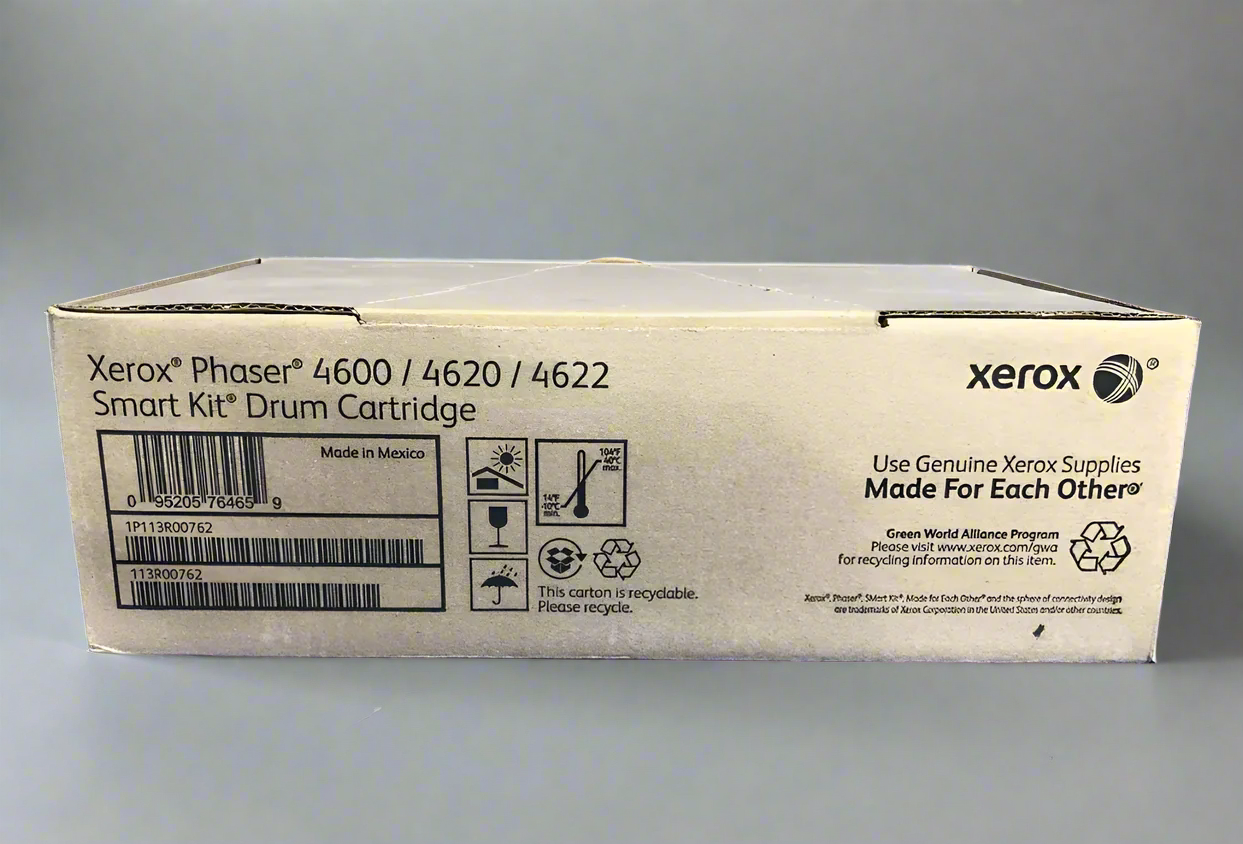 Xerox® Phaser® 4600 / 4620 / 4622
Smart Kit® Drum Cartridge
Made in Mexico
0 95205 76465 9
1P113R00762
113R00762
104°F
40°C
max.
14°F
-10°C
min.
This carton is recyclable.
Please recycle.
xerox ®
Use Genuine Xerox Supplies
Made For Each Other®
Green World Alliance Program
Please visit www.xerox.com/gwa
for recycling information on this item.
Xerox®, Phaser®, SMart Kit®, Made for Each Other® and the sphere of connectivity design
are trademarks of Xerox Corporation in the United States and/or other countries.